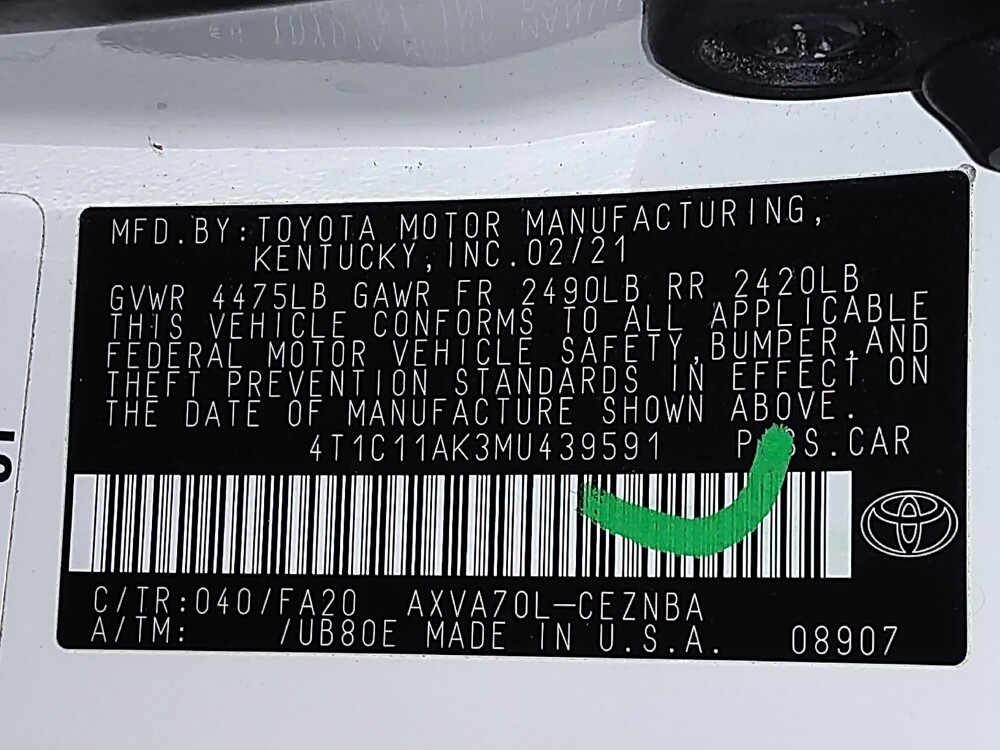 MFD.BY:TOYOTA MOTOR MANUFACTURING,
KENTUCKY, INC.02/21
GVWR 4475LB GAWR FR 2490LB RR 2420LB
THIS VEHICLE CONFORMS TO ALL APPLICABLE
FEDERAL MOTOR VEHICLE SAFETY,BUMPER,AND
THEFT PREVENTION STANDARDS IN EFFECT ON
THE DATE OF MANUFACTURE SHOWN ABOVE.
4T1C11AK3MU439591 PASS.CAR
C/TR:040/FA20 AXVA70L-CEZNBA
A/TM: /UB80E MADE IN U.S.A. 08907